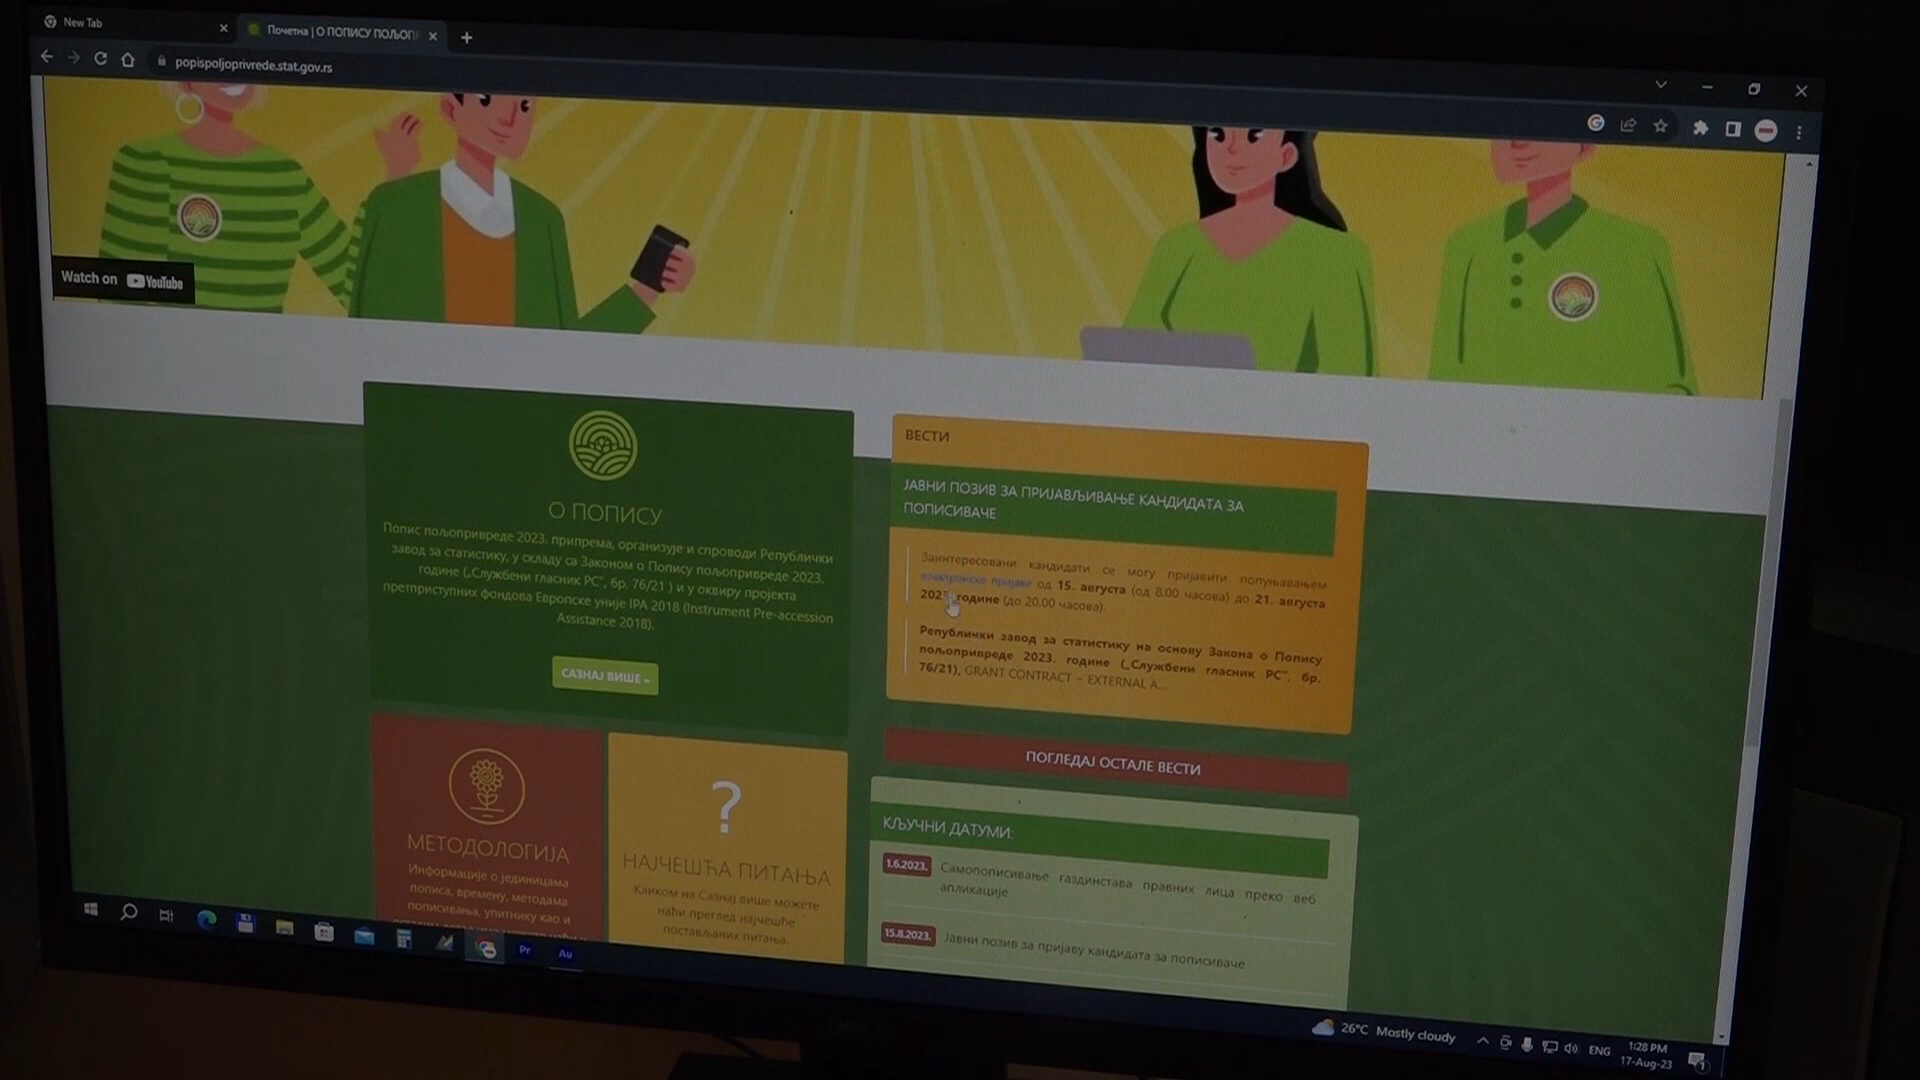 New Tab
Почетна | О ПОПИСУ ПОЉОП
popispoljoprivrede.stat.gov.rs
Watch on YouTube
О ПОПИСУ
Попис пољопривреде 2023. припрема, организује и спроводи Републички
завод за статистику, у складу са Законом о Попису пољопривреде 2023.
године („Службени гласник РС", бр. 76/21 ) и у оквиру пројекта
претприступних фондова Европске уније IPA 2018 (Instrument Pre-accession
Assistance 2018).
САЗНАЈ ВИШЕ »
МЕТОДОЛОГИЈА
Информације о јединицама
пописа, времену, методама
пописивања, упитнику као и
?
НАЈЧЕШЋА ПИТАЊА
Кликом на Сазнај више можете
наћи преглед најчешће
постављаних питања.
ВЕСТИ
ЈАВНИ ПОЗИВ ЗА ПРИЈАВЉИВАЊЕ КАНДИДАТА ЗА
ПОПИСИВАЧЕ
Заинтересовани кандидати се могу пријавити попуњавањем
електронске пријаве од 15. августа (од 8.00 часова) до 21. августа
2023. године (до 20.00 часова).
Републички завод за статистику на основу Закона о Попису
пољопривреде 2023. године („Службени гласник РС", бр.
76/21), GRANT CONTRACT – EXTERNAL A...
ПОГЛЕДАЈ ОСТАЛЕ ВЕСТИ
КЉУЧНИ ДАТУМИ:
1.6.2023. Самопописивање газдинстава правних лица преко веб
апликације
15.8.2023. Јавни позив за пријаву кандидата за пописиваче
Pr
Au
26°C Mostly cloudy
ENG
1:28 PM
17-Aug-23